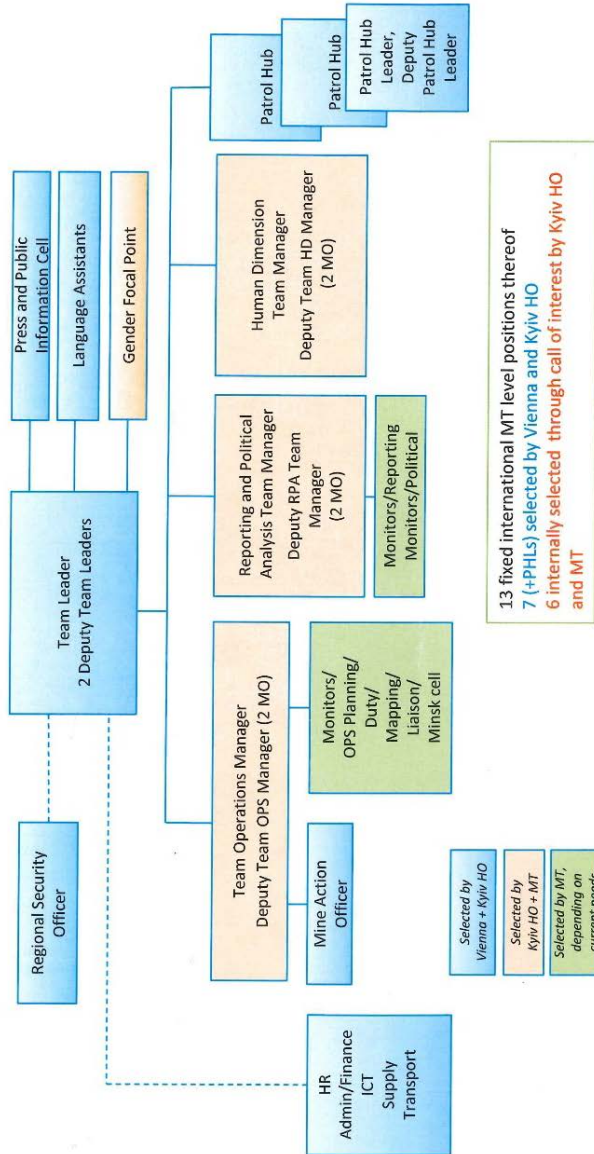 Press and Public
Information Cell
Language Assistants
Gender Focal Point
Team Leader
2 Deputy Team Leaders
Regional Security
Officer
HR
Admin/Finance
ICT
Supply
Transport
Team Operations Manager
Deputy Team OPS Manager (2 MO)
Mine Action
Officer
Monitors/
OPS Planning/
Duty/
Mapping/
Liaison/
Minsk cell
Reporting and Political
Analysis Team Manager
Deputy RPA Team
Manager
(2 MO)
Monitors/Reporting
Monitors/Political
Human Dimension
Team Manager
Deputy Team HD Manager
(2 MO)
Patrol Hub
Patrol Hub
Patrol Hub
Leader,
Deputy
Patrol Hub
Leader
Selected by
Vienna + Kyiv HO
Selected by
Kyiv HO + MT
Selected by MT,
depending on
current needs
13 fixed international MT level positions thereof
7 (+PHLs) selected by Vienna and Kyiv HO
6 internally selected through call of interest by Kyiv HO
and MT